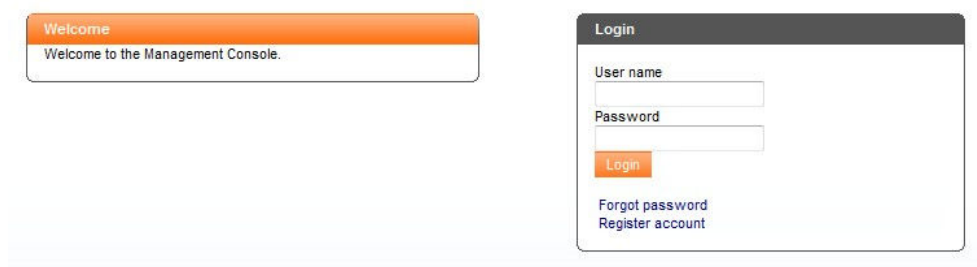 Welcome
Welcome to the Management Console.
Login
User name
Password
Login
Forgot password
Register account